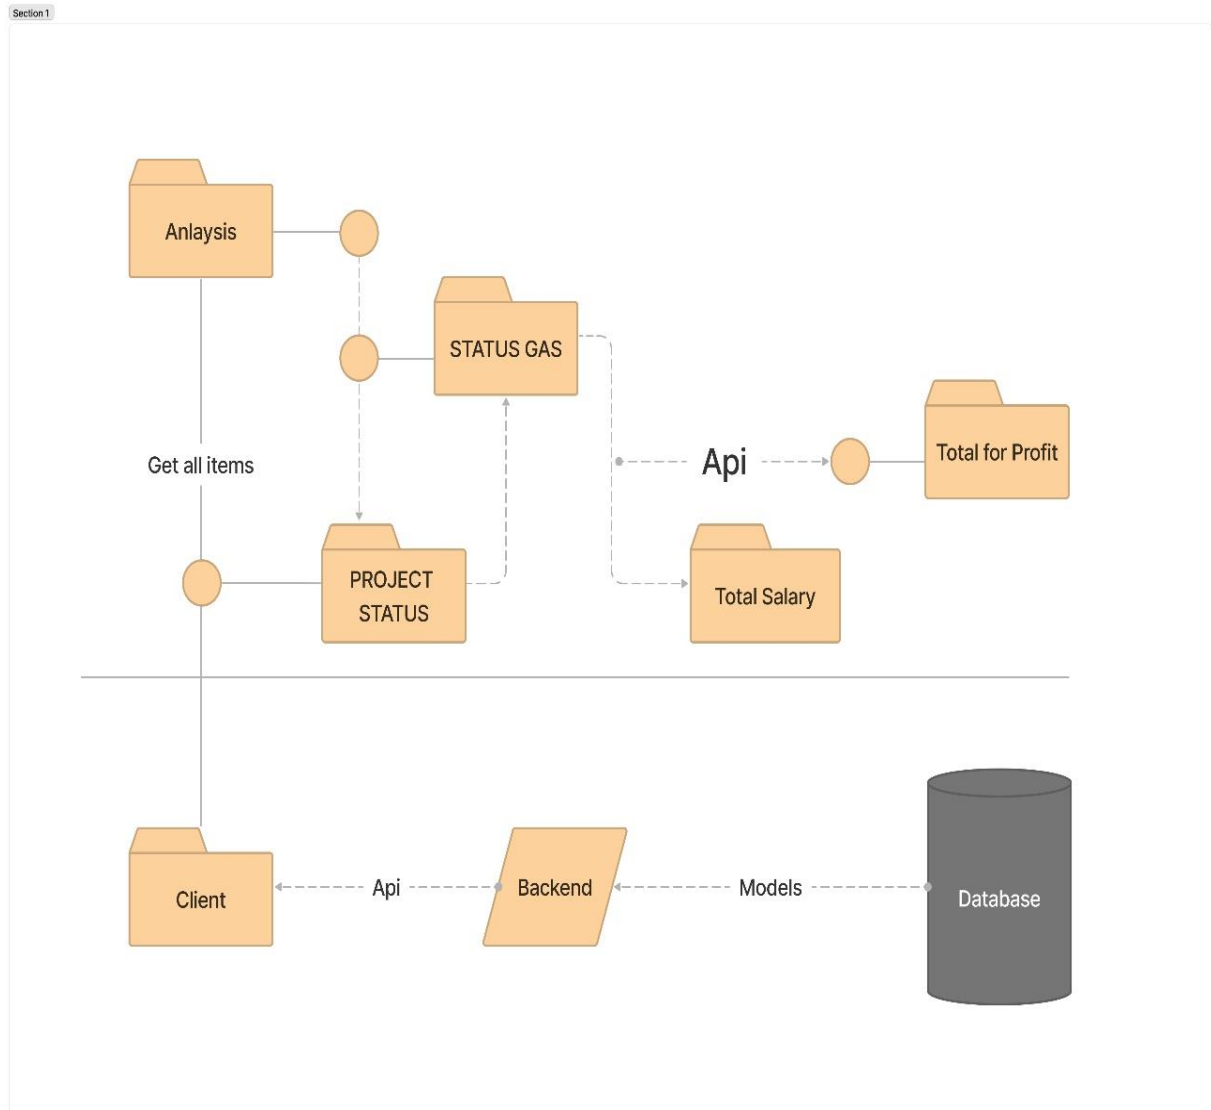 Section 1
Anlaysis
STATUS GAS
Total for Profit
Api
Get all items
PROJECT
STATUS
Total Salary
Client
Api
Backend
Models
Database